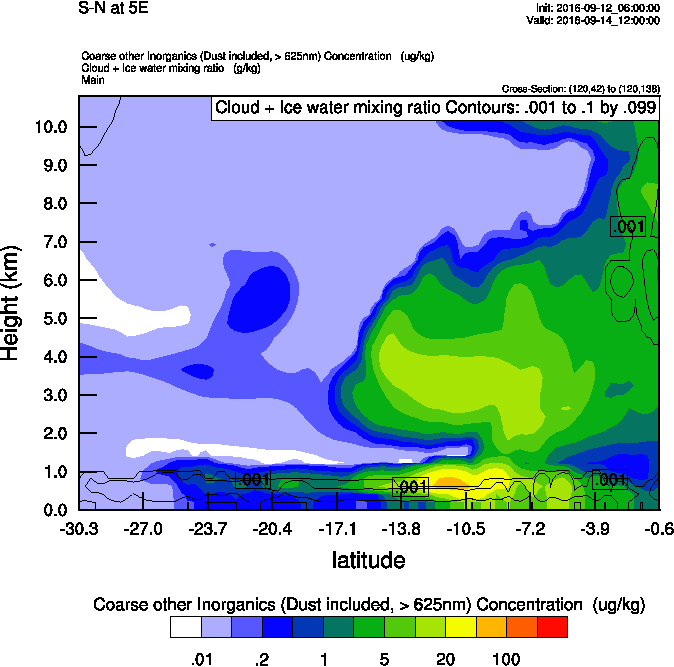 S-N at 5E
Init: 2016-09-12_06:00:00
Valid: 2016-09-14_12:00:00
Coarse other Inorganics (Dust included, > 625nm) Concentration (ug/kg)
Cloud + Ice water mixing ratio (g/kg)
Main
Cross-Section: (120,42) to (120,138)
Cloud + Ice water mixing ratio Contours: .001 to .1 by .099
10.0
9.0
8.0
7.0
6.0
5.0
4.0
3.0
2.0
1.0
0.0
Height (km)
.001
.001
.001
.001
-30.3 -27.0 -23.7 -20.4 -17.1 -13.8 -10.5 -7.2 -3.9 -0.6
latitude
Coarse other Inorganics (Dust included, > 625nm) Concentration (ug/kg)
.01 .2 1 5 20 100